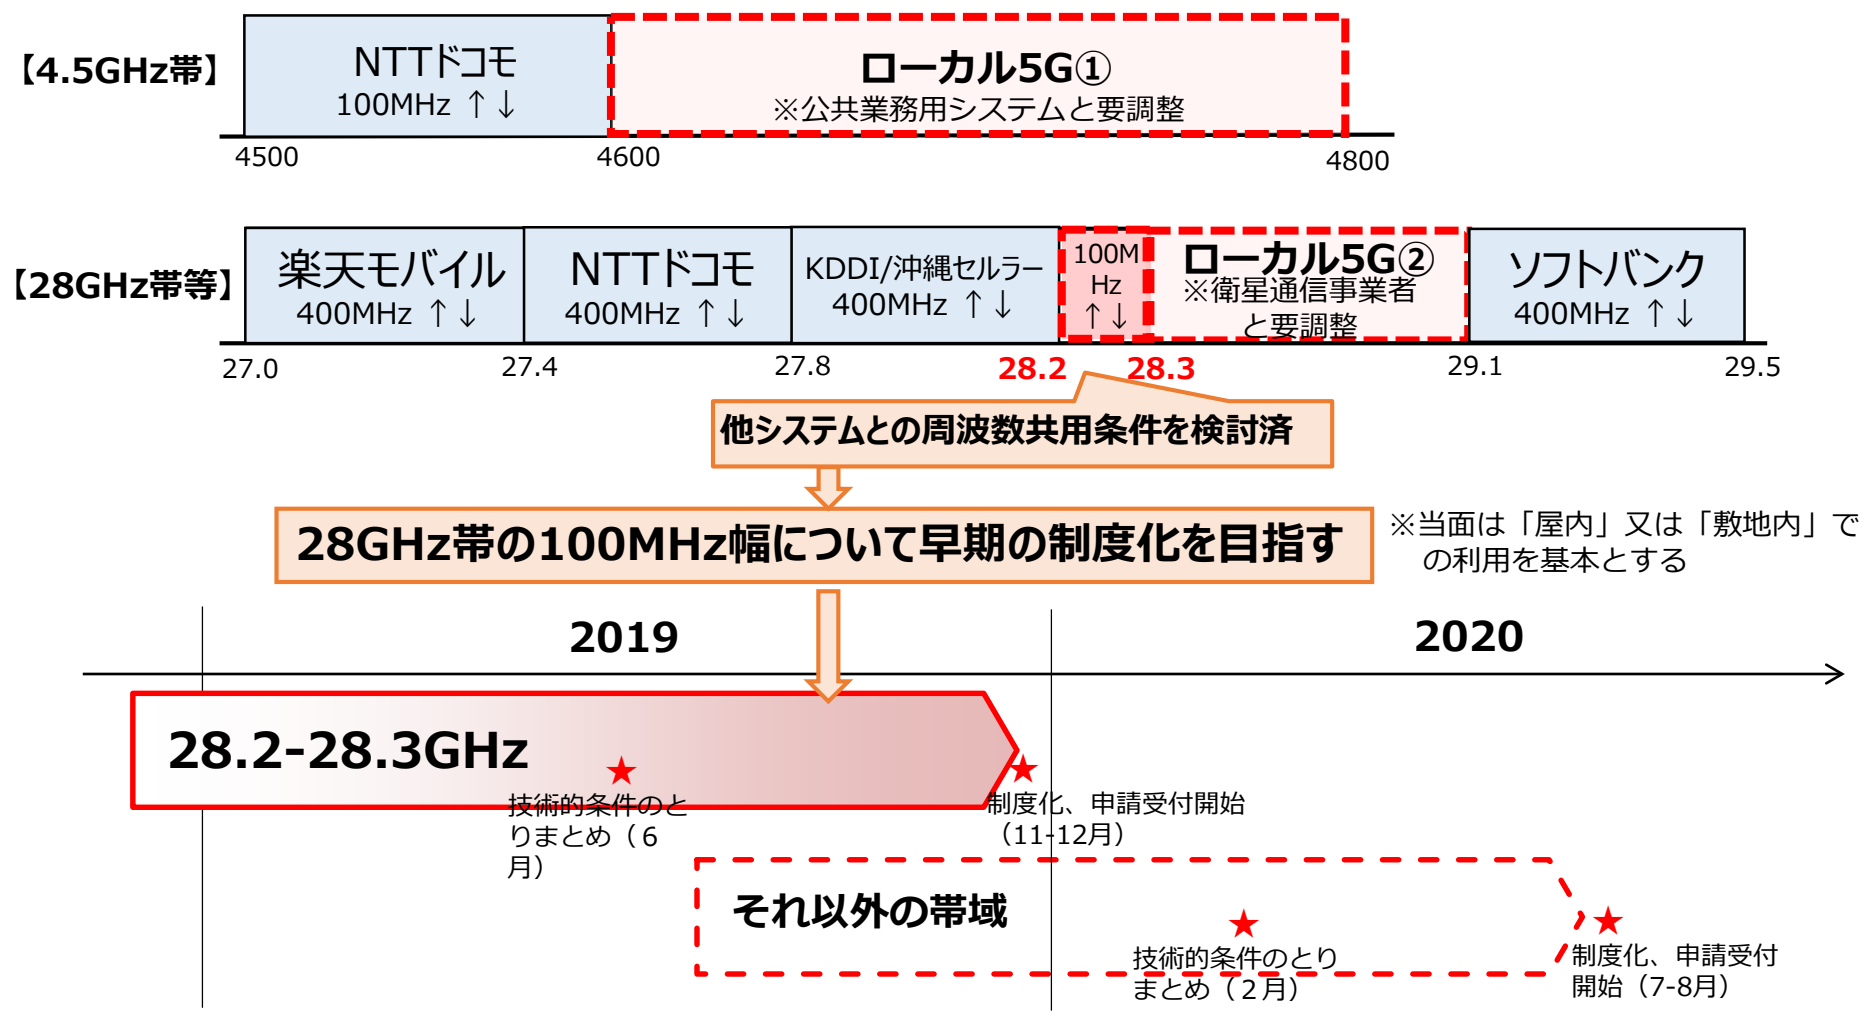 【4.5GHz帯】
NTTドコモ
100MHz ↑↓
ローカル5G①
※公共業務用システムと要調整
4500
4600
4800
【28GHz帯等】
楽天モバイル
400MHz ↑↓
NTTドコモ
400MHz ↑↓
KDDI/沖縄セルラー
400MHz ↑↓
100M
Hz
↑↓
ローカル5G②
※衛星通信事業者
と要調整
ソフトバンク
400MHz ↑↓
27.0
27.4
27.8
28.2
28.3
29.1
29.5
他システムとの周波数共用条件を検討済
28GHz帯の100MHz幅について早期の制度化を目指す
※当面は「屋内」又は「敷地内」で
の利用を基本とする
2019
2020
28.2-28.3GHz
★
技術的条件のと
りまとめ（６
月）
★
制度化、申請受付開始
（11-12月）
それ以外の帯域
★
技術的条件のとり
まとめ（２月）
★
制度化、申請受付
開始（7-8月）